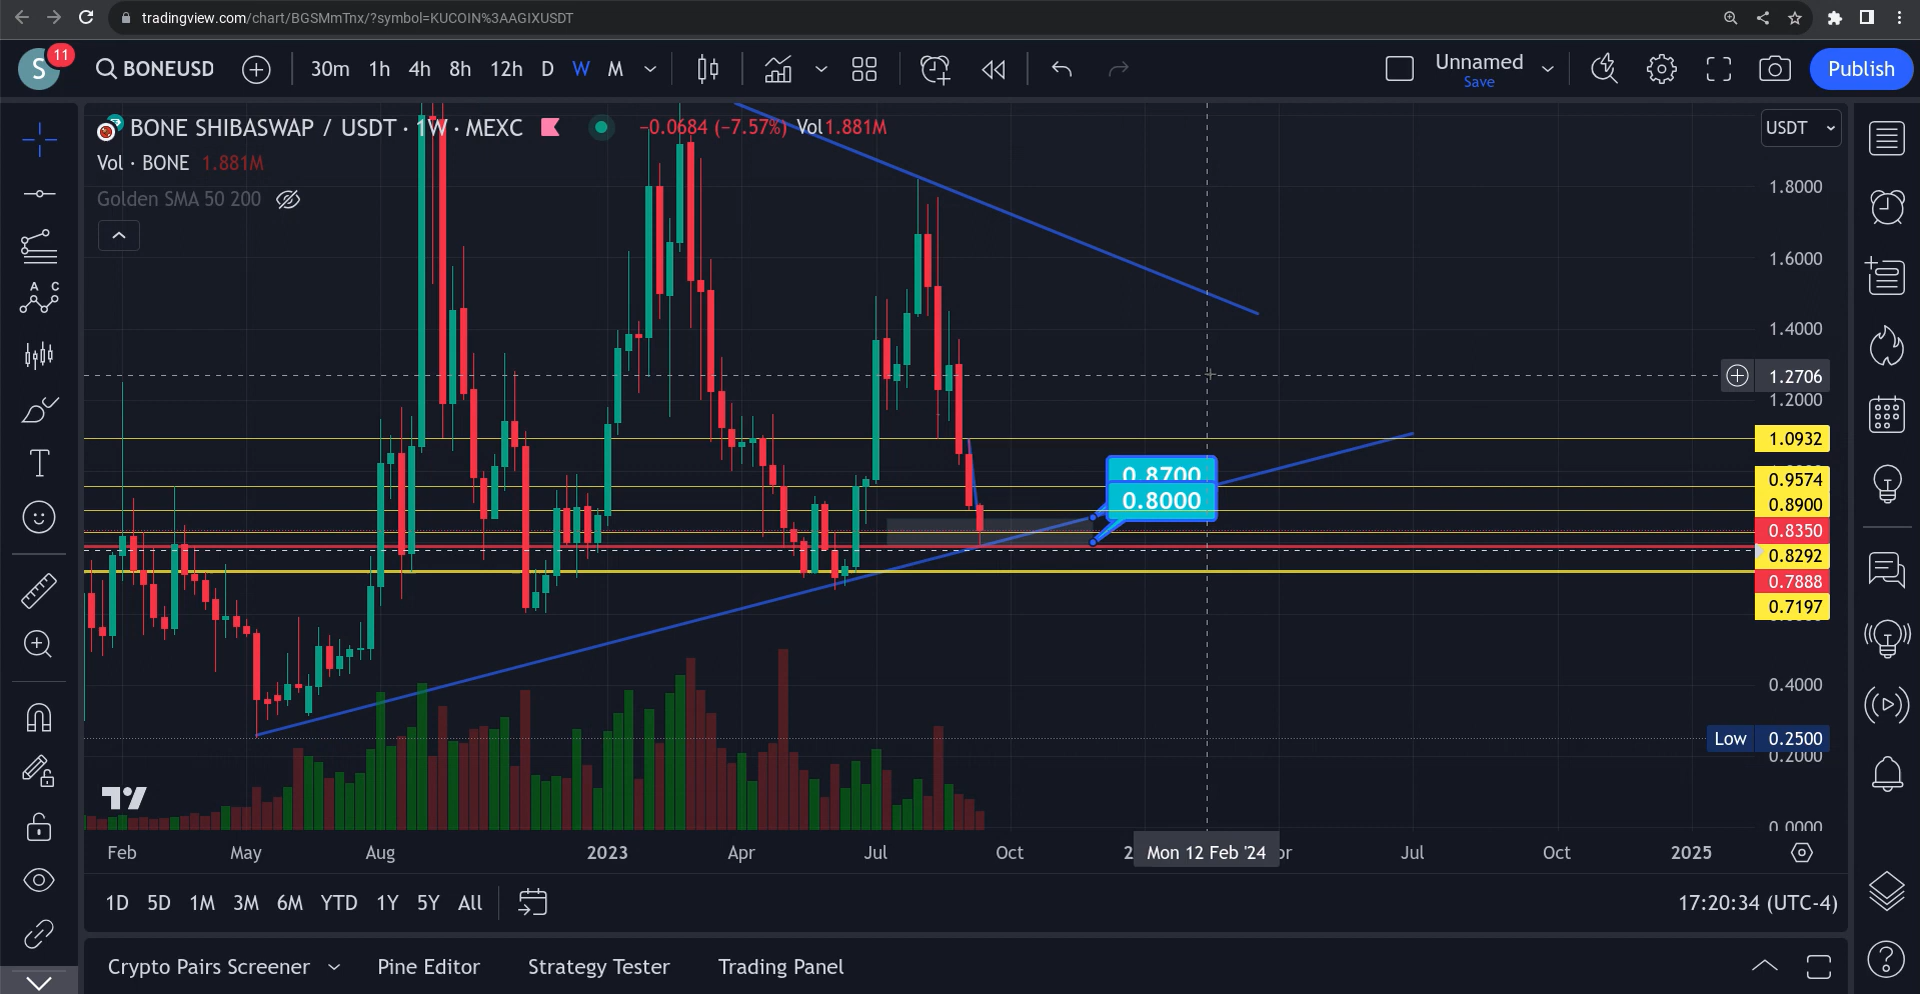 tradingview.com/chart/BGSMmTnx/?symbol=KUCOIN%3AAGIXUSDT
S 11 BONEUSD 30m 1h 4h 8h 12h D W M Unnamed Save Publish
BONE SHIBASWAP / USDT · 1W · MEXC −0.0684 (−7.57%) Vol 1.881M
USDT
Vol · BONE 1.881M
Golden SMA 50 200
A C
1.8000
1.6000
1.4000
1.2706
1.2000
1.0932
0.8700
0.9574
0.8000
0.8900
0.8350
0.8292
0.7888
0.7197
0.4000
Low 0.2500
0.2000
0.0000
Feb May Aug 2023 Apr Jul Oct Mon 12 Feb '24 Jul Oct 2025
1D 5D 1M 3M 6M YTD 1Y 5Y All 17:20:34 (UTC-4)
Crypto Pairs Screener Pine Editor Strategy Tester Trading Panel